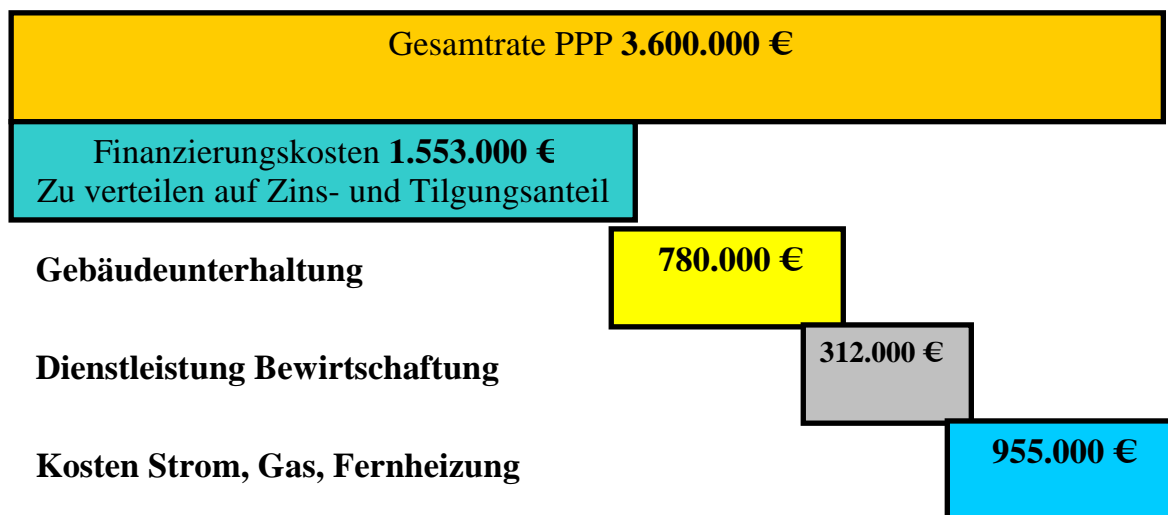 Gesamtrate PPP 3.600.000 €
Finanzierungskosten 1.553.000 €
Zu verteilen auf Zins- und Tilgungsanteil
Gebäudeunterhaltung 780.000 €
Dienstleistung Bewirtschaftung 312.000 €
Kosten Strom, Gas, Fernheizung 955.000 €